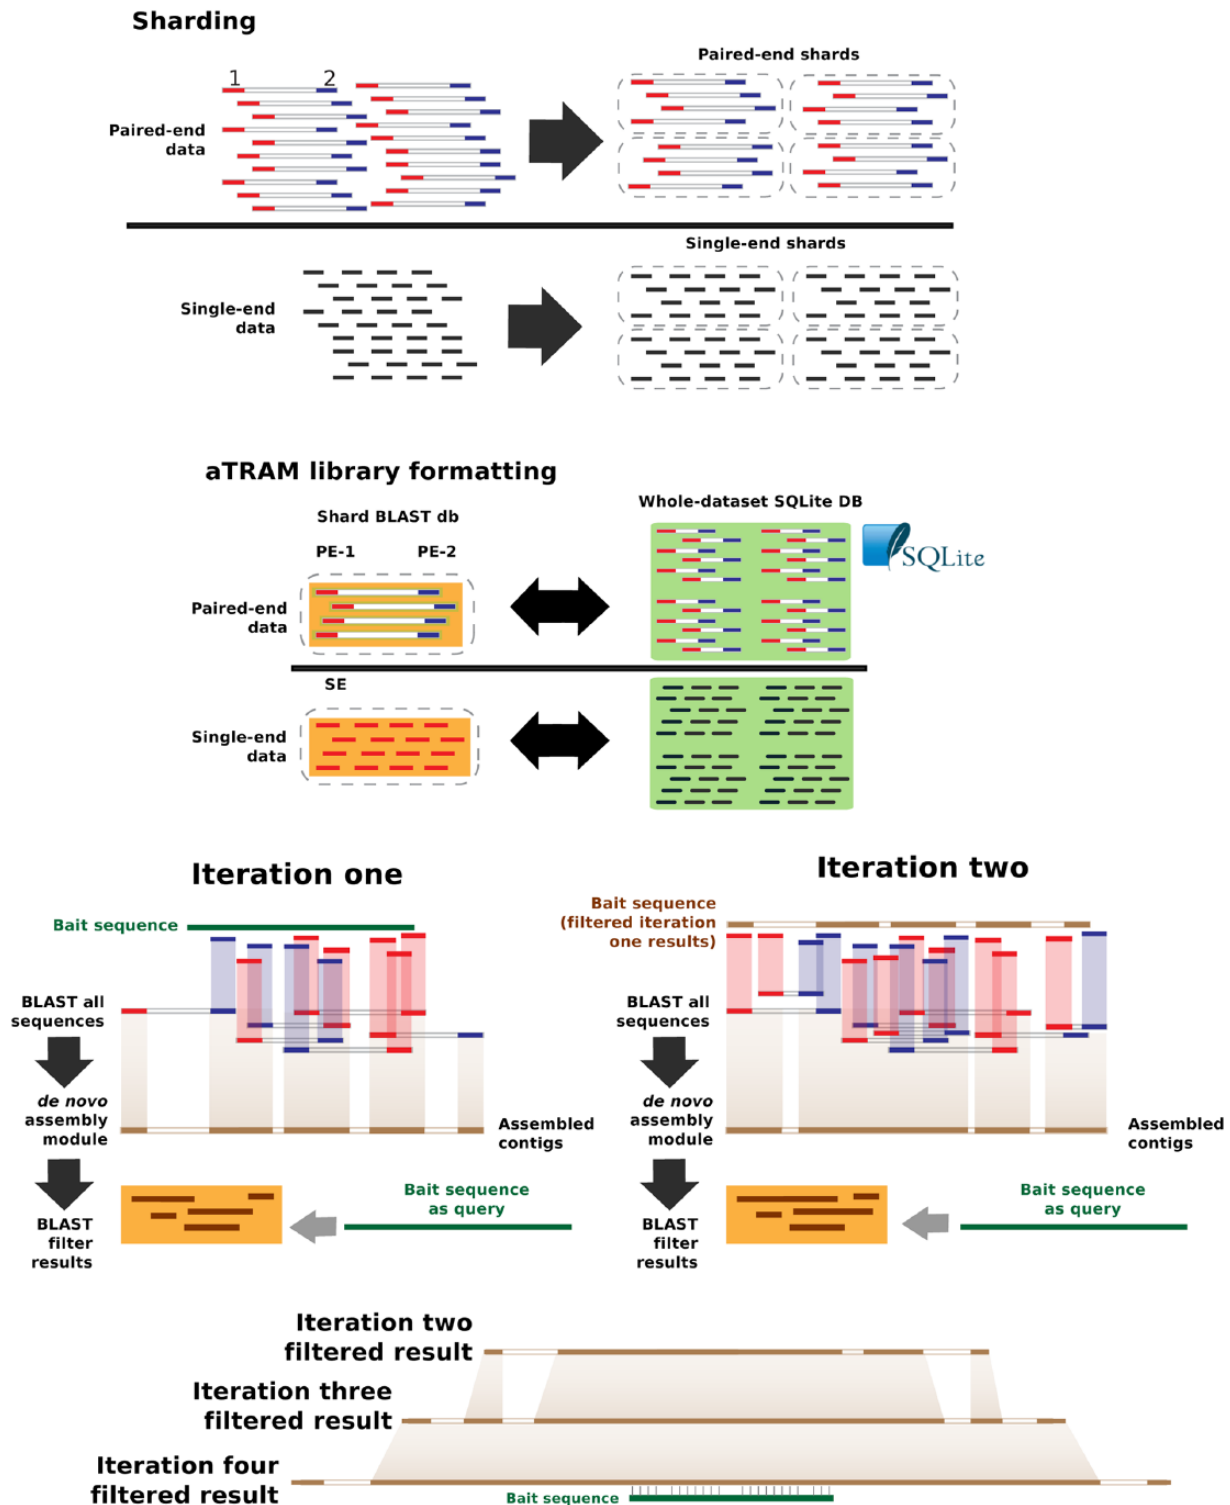 Sharding
Paired-end shards
1 2
Paired-end
data
Single-end shards
Single-end
data
aTRAM library formatting
Whole-dataset SQLite DB
Shard BLAST db
SQLite
PE-1 PE-2
Paired-end
data
SE
Single-end
data
Iteration one
Bait sequence
BLAST all
sequences
de novo
assembly
module
Assembled
contigs
BLAST
filter
results
Bait sequence
as query
Iteration two
Bait sequence
(filtered iteration
one results)
BLAST all
sequences
de novo
assembly
module
Assembled
contigs
BLAST
filter
results
Bait sequence
as query
Iteration two
filtered result
Iteration three
filtered result
Iteration four
filtered result
Bait sequence